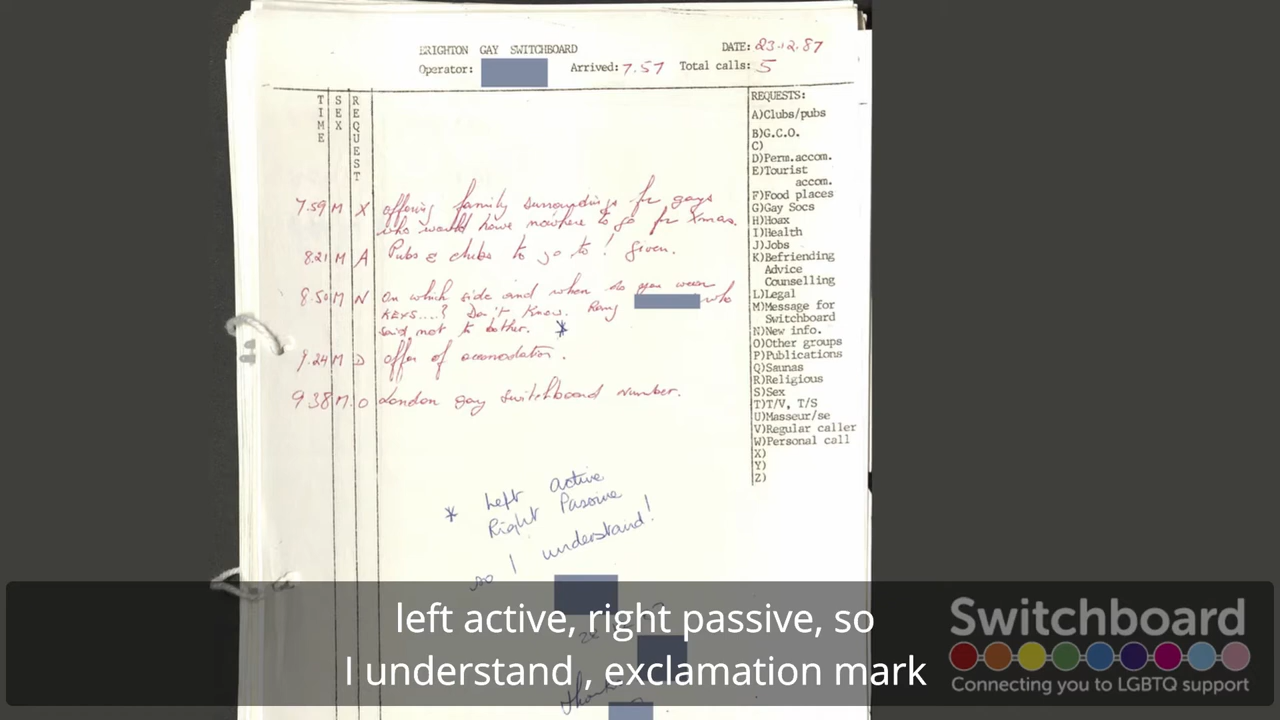 BRIGHTON GAY SWITCHBOARD
DATE: 23.12.87
Operator:
Arrived: 7.57
Total calls: 5
TIME
SEX
REQUEST
7.59 M X offering family surroundings for gays
who would have nowhere to go for Xmas.
8.21 M A Pubs & clubs to go to! Given.
8.50 M N On which side and when do you wear
KEYS....? Don't Know. Rang who
said not to bother. *
9.24 M D offer of accomodation.
9.38 M O London gay switchboard number.
REQUESTS:
A)Clubs/pubs
B)G.C.O.
C)
D)Perm.accom.
E)Tourist
accom.
F)Food places
G)Gay Socs
H)Hoax
I)Health
J)Jobs
K)Befriending
Advice
Counselling
L)Legal
M)Message for
Switchboard
N)New info.
O)Other groups
P)Publications
Q)Saunas
R)Religious
S)Sex
T)T/V, T/S
U)Masseur/se
V)Regular caller
W)Personal call
X)
Y)
Z)
* Left active
Right Passive
so I understand!
left active, right passive, so
I understand , exclamation mark
Switchboard
Connecting you to LGBTQ support